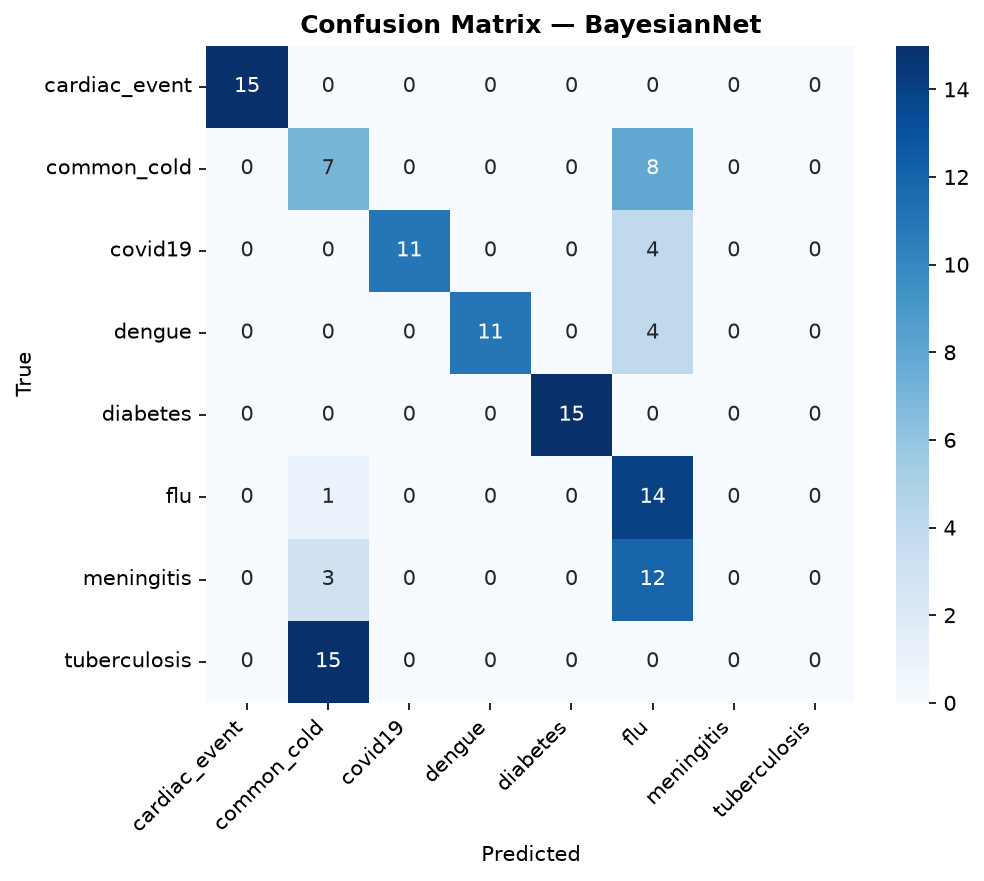 Confusion Matrix — BayesianNet
cardiac_event 15 0 0 0 0 0 0 0
common_cold 0 7 0 0 0 8 0 0
covid19 0 0 11 0 0 4 0 0
dengue 0 0 0 11 0 4 0 0
diabetes 0 0 0 0 15 0 0 0
flu 0 1 0 0 0 14 0 0
meningitis 0 3 0 0 0 12 0 0
tuberculosis 0 15 0 0 0 0 0 0
True
cardiac_event common_cold covid19 dengue diabetes flu meningitis tuberculosis
Predicted
14
12
10
8
6
4
2
0